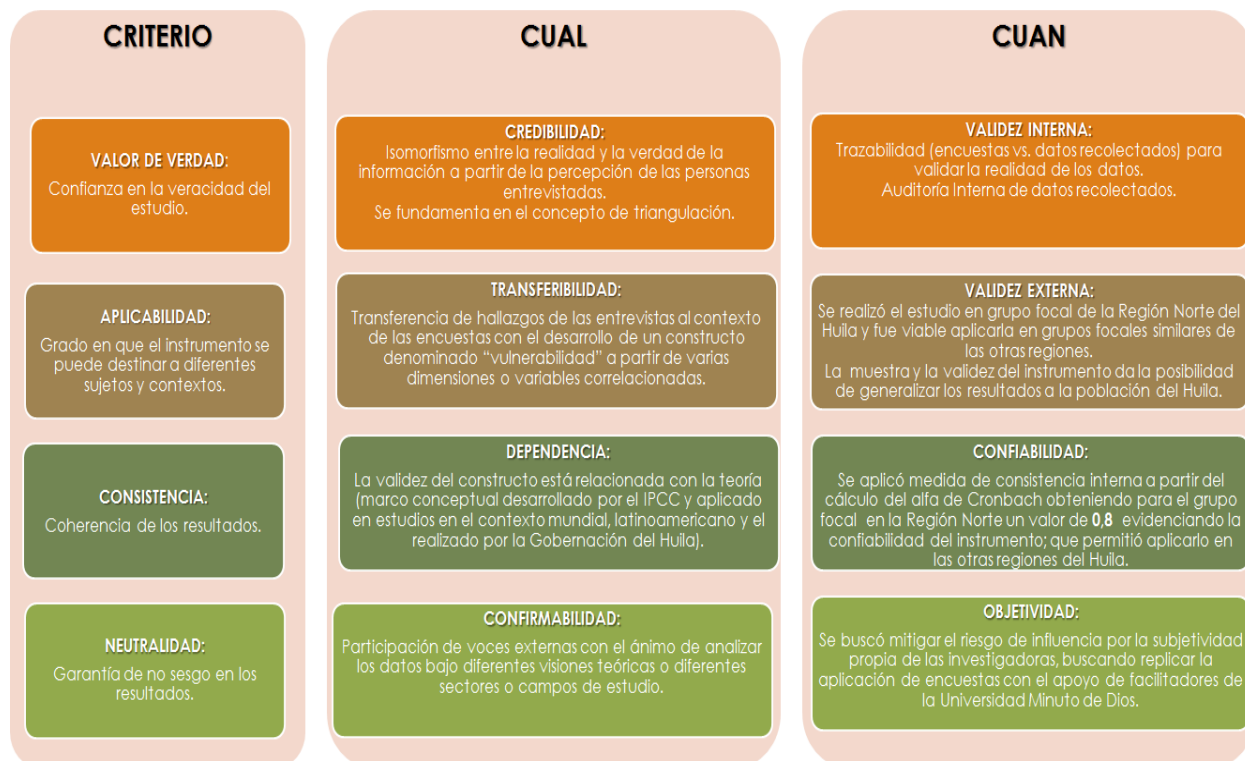 CRITERIO
VALOR DE VERDAD:
Confianza en la veracidad del
estudio.
APLICABILIDAD:
Grado en que el instrumento se
puede destinar a diferentes
sujetos y contextos.
CONSISTENCIA:
Coherencia de los resultados.
NEUTRALIDAD:
Garantía de no sesgo en los
resultados.
CUAL
CREDIBILIDAD:
Isomorfismo entre la realidad y la verdad de la
información a partir de la percepción de las personas
entrevistadas.
Se fundamenta en el concepto de triangulación.
TRANSFERIBILIDAD:
Transferencia de hallazgos de las entrevistas al contexto
de las encuestas con el desarrollo de un constructo
denominado “vulnerabilidad” a partir de varias
dimensiones o variables correlacionadas.
DEPENDENCIA:
La validez del constructo está relacionada con la teoría
(marco conceptual desarrollado por el IPCC y aplicado
en estudios en el contexto mundial, latinoamericano y el
realizado por la Gobernación del Huila).
CONFIRMABILIDAD:
Participación de voces externas con el ánimo de analizar
los datos bajo diferentes visiones teóricas o diferentes
sectores o campos de estudio.
CUAN
VALIDEZ INTERNA:
Trazabilidad (encuestas vs. datos recolectados) para
validar la realidad de los datos.
Auditoría Interna de datos recolectados.
VALIDEZ EXTERNA:
Se realizó el estudio en grupo focal de la Región Norte del
Huila y fue viable aplicarla en grupos focales similares de
las otras regiones.
La muestra y la validez del instrumento da la posibilidad
de generalizar los resultados a la población del Huila.
CONFIABILIDAD:
Se aplicó medida de consistencia interna a partir del
cálculo del alfa de Cronbach obteniendo para el grupo
focal en la Región Norte un valor de 0,8 evidenciando la
confiabilidad del instrumento; que permitió aplicarlo en
las otras regiones del Huila.
OBJETIVIDAD:
Se buscó mitigar el riesgo de influencia por la subjetividad
propia de las investigadoras, buscando replicar la
aplicación de encuestas con el apoyo de facilitadores de
la Universidad Minuto de Dios.